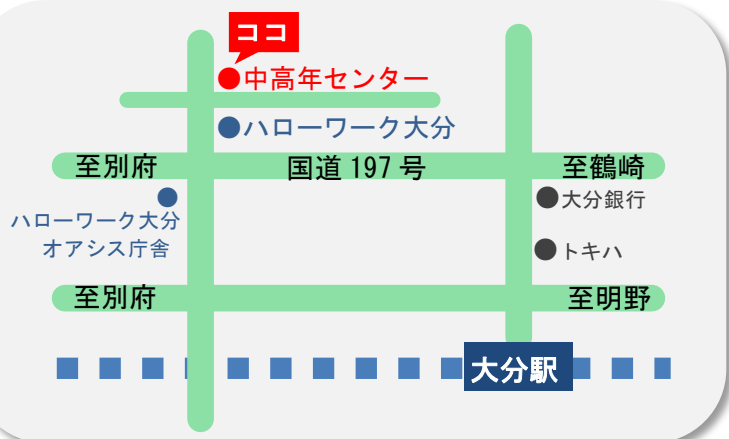 ココ
中高年センター
ハローワーク大分
至別府
国道197号
至鶴崎
大分銀行
ハローワーク大分
オアシス庁舎
トキハ
至別府
至明野
大分駅